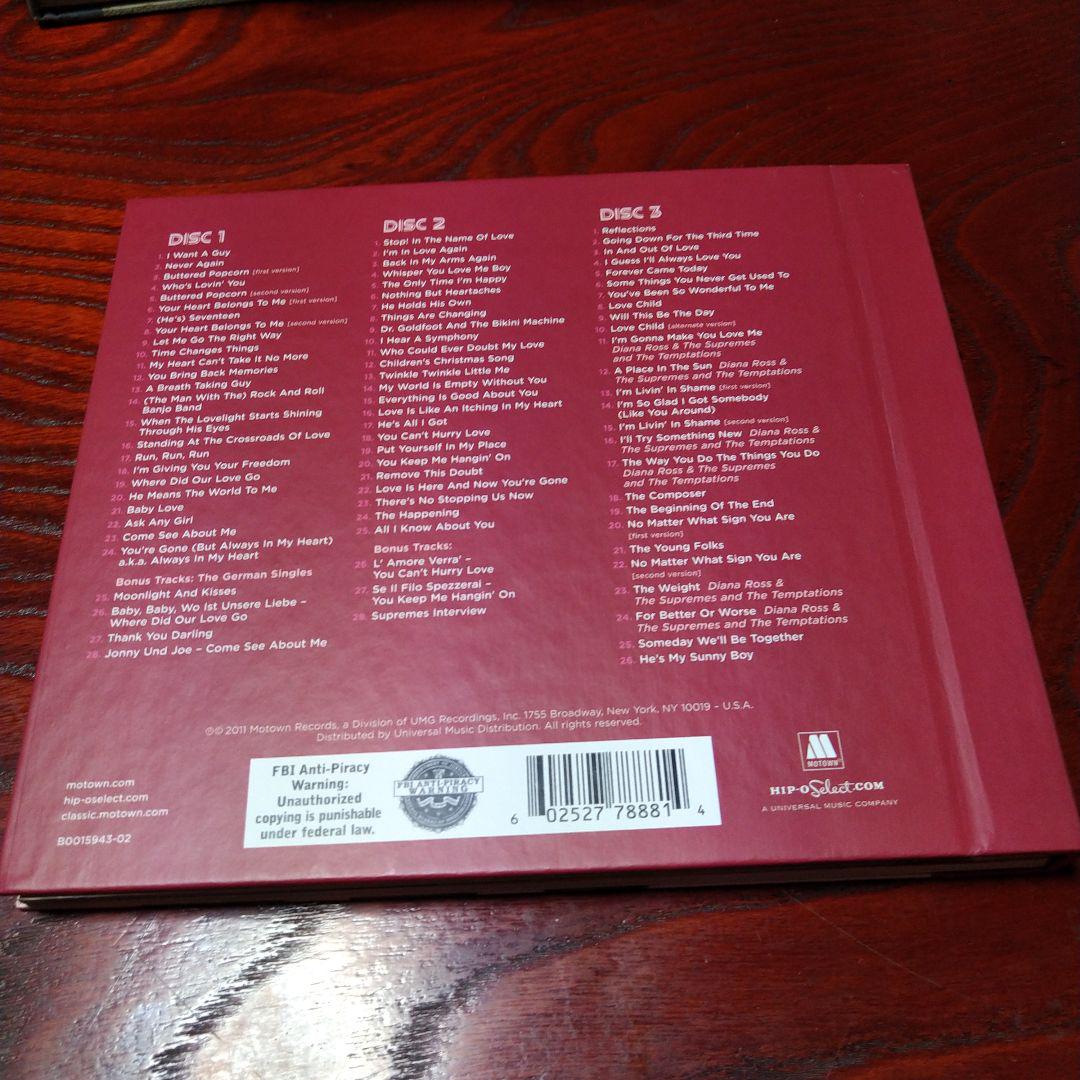 DISC 1
1. I Want A Guy
2. Never Again
3. Buttered Popcorn [first version]
4. Who's Lovin' You
5. Buttered Popcorn [second version]
6. Your Heart Belongs To Me [first version]
7. (He's) Seventeen
8. Your Heart Belongs To Me [second version]
9. Let Me Go The Right Way
10. Time Changes Things
11. My Heart Can't Take It No More
12. You Bring Back Memories
13. A Breath Taking Guy
14. (The Man With The) Rock And Roll
Banjo Band
15. When The Lovelight Starts Shining
Through His Eyes
16. Standing At The Crossroads Of Love
17. Run, Run, Run
18. I'm Giving You Your Freedom
19. Where Did Our Love Go
20. He Means The World To Me
21. Baby Love
22. Ask Any Girl
23. Come See About Me
24. You're Gone (But Always In My Heart)
a.k.a. Always In My Heart
Bonus Tracks: The German Singles
25. Moonlight And Kisses
26. Baby, Baby, Wo Ist Unsere Liebe –
Where Did Our Love Go
27. Thank You Darling
28. Jonny Und Joe – Come See About Me
DISC 2
1. Stop! In The Name Of Love
2. I'm In Love Again
3. Back In My Arms Again
4. Whisper You Love Me Boy
5. The Only Time I'm Happy
6. Nothing But Heartaches
7. He Holds His Own
8. Things Are Changing
9. Dr. Goldfoot And The Bikini Machine
10. I Hear A Symphony
11. Who Could Ever Doubt My Love
12. Children's Christmas Song
13. Twinkle Twinkle Little Me
14. My World Is Empty Without You
15. Everything Is Good About You
16. Love Is Like An Itching In My Heart
17. He's All I Got
18. You Can't Hurry Love
19. Put Yourself In My Place
20. You Keep Me Hangin' On
21. Remove This Doubt
22. Love Is Here And Now You're Gone
23. There's No Stopping Us Now
24. The Happening
25. All I Know About You
Bonus Tracks:
26. L' Amore Verra' –
You Can't Hurry Love
27. Se Il Filo Spezzerai –
You Keep Me Hangin' On
28. Supremes Interview
DISC 3
1. Reflections
2. Going Down For The Third Time
3. In And Out Of Love
4. I Guess I'll Always Love You
5. Forever Came Today
6. Some Things You Never Get Used To
7. You've Been So Wonderful To Me
8. Love Child
9. Will This Be The Day
10. Love Child [alternate version]
11. I'm Gonna Make You Love Me
Diana Ross & The Supremes
and The Temptations
12. A Place In The Sun Diana Ross &
The Supremes and The Temptations
13. I'm Livin' In Shame [first version]
14. I'm So Glad I Got Somebody
(Like You Around)
15. I'm Livin' In Shame [second version]
16. I'll Try Something New Diana Ross &
The Supremes and The Temptations
17. The Way You Do The Things You Do
Diana Ross & The Supremes
and The Temptations
18. The Composer
19. The Beginning Of The End
20. No Matter What Sign You Are
[first version]
21. The Young Folks
22. No Matter What Sign You Are
[second version]
23. The Weight Diana Ross &
The Supremes and The Temptations
24. For Better Or Worse Diana Ross &
The Supremes and The Temptations
25. Someday We'll Be Together
26. He's My Sunny Boy
℗© 2011 Motown Records, a Division of UMG Recordings, Inc. 1755 Broadway, New York, NY 10019 – U.S.A.
Distributed by Universal Music Distribution. All rights reserved.
motown.com
hip-oselect.com
classic.motown.com
B0015943-02
FBI Anti-Piracy
Warning:
Unauthorized
copying is punishable
under federal law.
FBI ANTI-PIRACY
WARNING
6 02527 78881 4
M
MOTOWN
HIP-O Select.COM
A UNIVERSAL MUSIC COMPANY